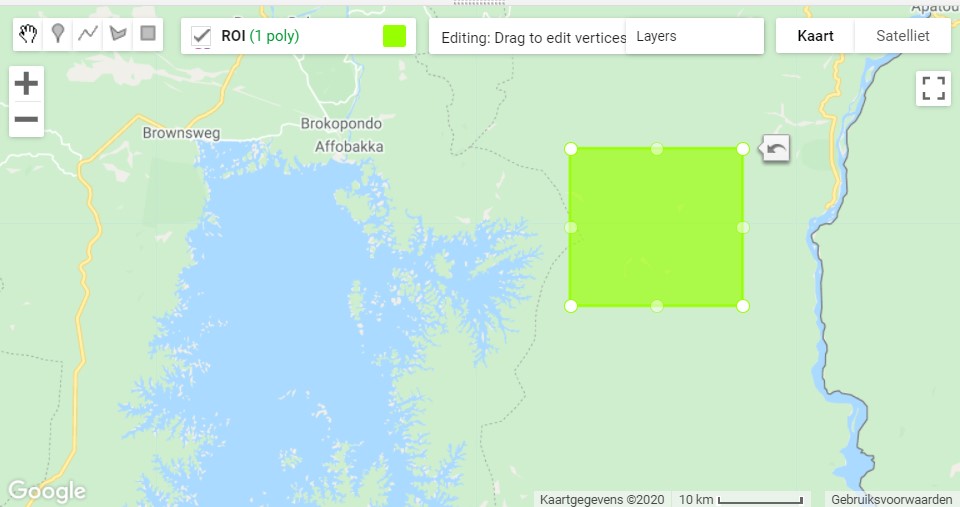 ROI (1 poly)
Editing: Drag to edit vertices
Layers
Kaart
Satelliet
Brownsweg
Brokopondo
Affobakka
Google
Kaartgegevens ©2020
10 km
Gebruiksvoorwaarden